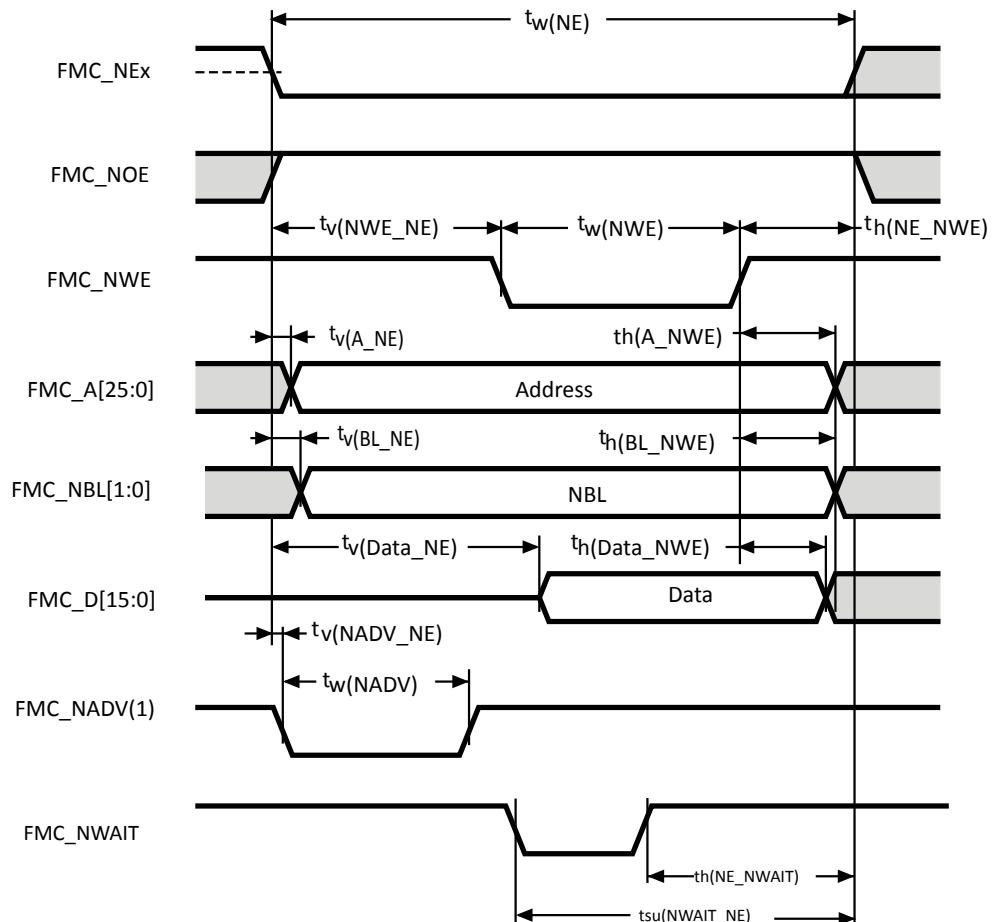 tw(NE)
FMC_NEx
FMC_NOE
tv(NWE_NE)
tw(NWE)
th(NE_NWE)
FMC_NWE
tv(A_NE)
th(A_NWE)
FMC_A[25:0]
Address
tv(BL_NE)
th(BL_NWE)
FMC_NBL[1:0]
NBL
tv(Data_NE)
th(Data_NWE)
FMC_D[15:0]
Data
tv(NADV_NE)
tw(NADV)
FMC_NADV(1)
FMC_NWAIT
th(NE_NWAIT)
tsu(NWAIT_NE)